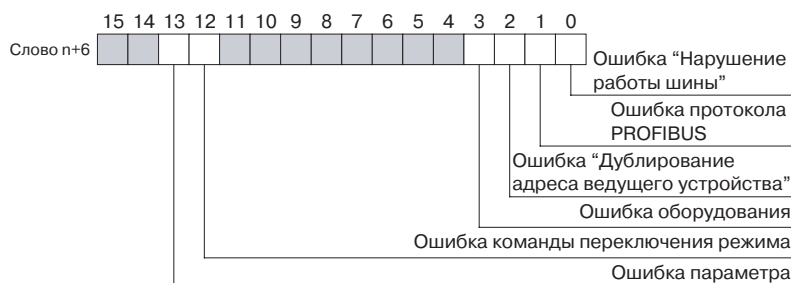 15 14 13 12 11 10 9 8 7 6 5 4 3 2 1 0
Слово n+6
Ошибка “Нарушение
работы шины”
Ошибка протокола
PROFIBUS
Ошибка “Дублирование
адреса ведущего устройства”
Ошибка оборудования
Ошибка команды переключения режима
Ошибка параметра